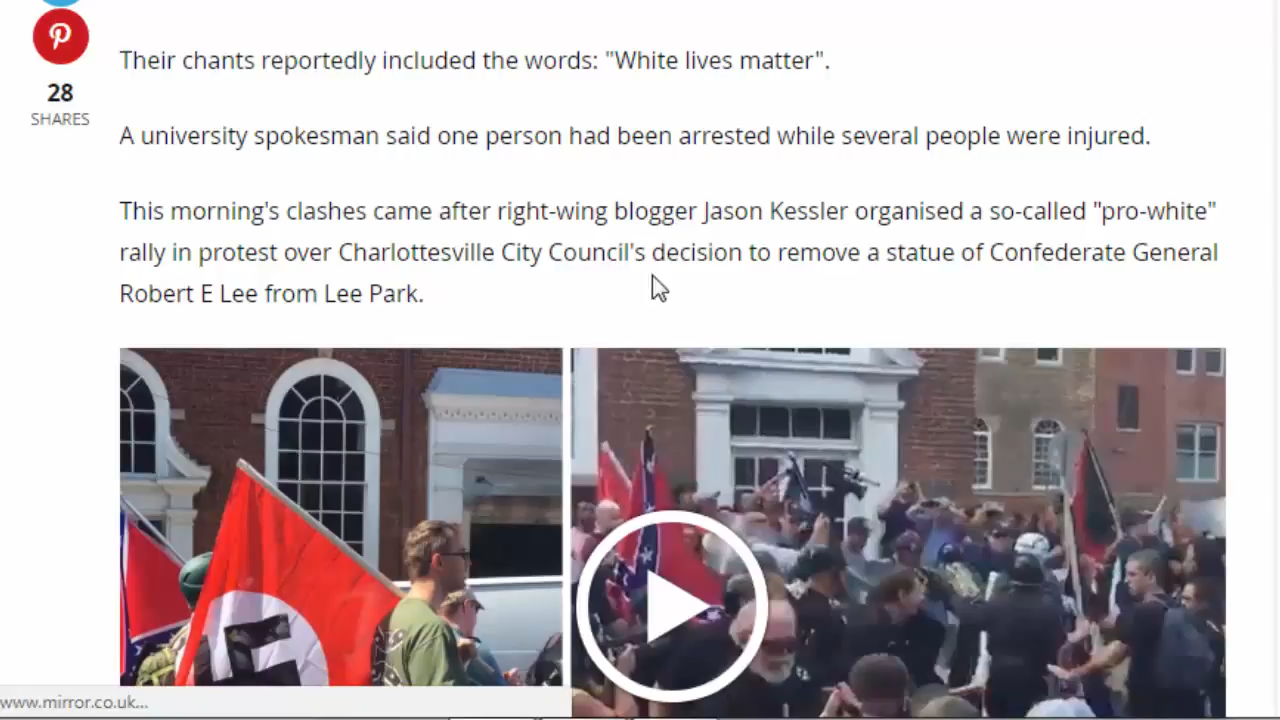 Their chants reportedly included the words: "White lives matter".
28
SHARES
A university spokesman said one person had been arrested while several people were injured.
This morning's clashes came after right-wing blogger Jason Kessler organised a so-called "pro-white"
rally in protest over Charlottesville City Council's decision to remove a statue of Confederate General
Robert E Lee from Lee Park.
www.mirror.co.uk...